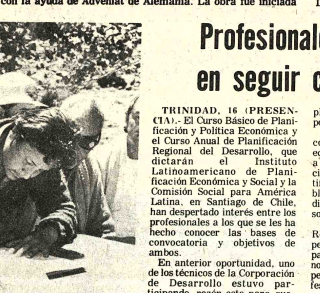 con la ayuda de Adveniat de Alemania. La obra fue iniciada
Profesional
en seguir
TRINIDAD, 16 (PRESEN-
CIA).- El Curso Básico de Plani-
ficación y Política Económica y
el Curso Anual de Planificación
Regional del Desarrollo, que
dictarán el Instituto
Latinoamericano de Plani-
ficación Económica y Social y la
Comisión Social para América
Latina, en Santiago de Chile,
han despertado interés entre los
profesionales a los que se les ha
hecho conocer las bases de
convocatoria y objetivos de
ambos.
En anterior oportunidad, uno
de los técnicos de la Corporación
de Desarrollo estuvo par-